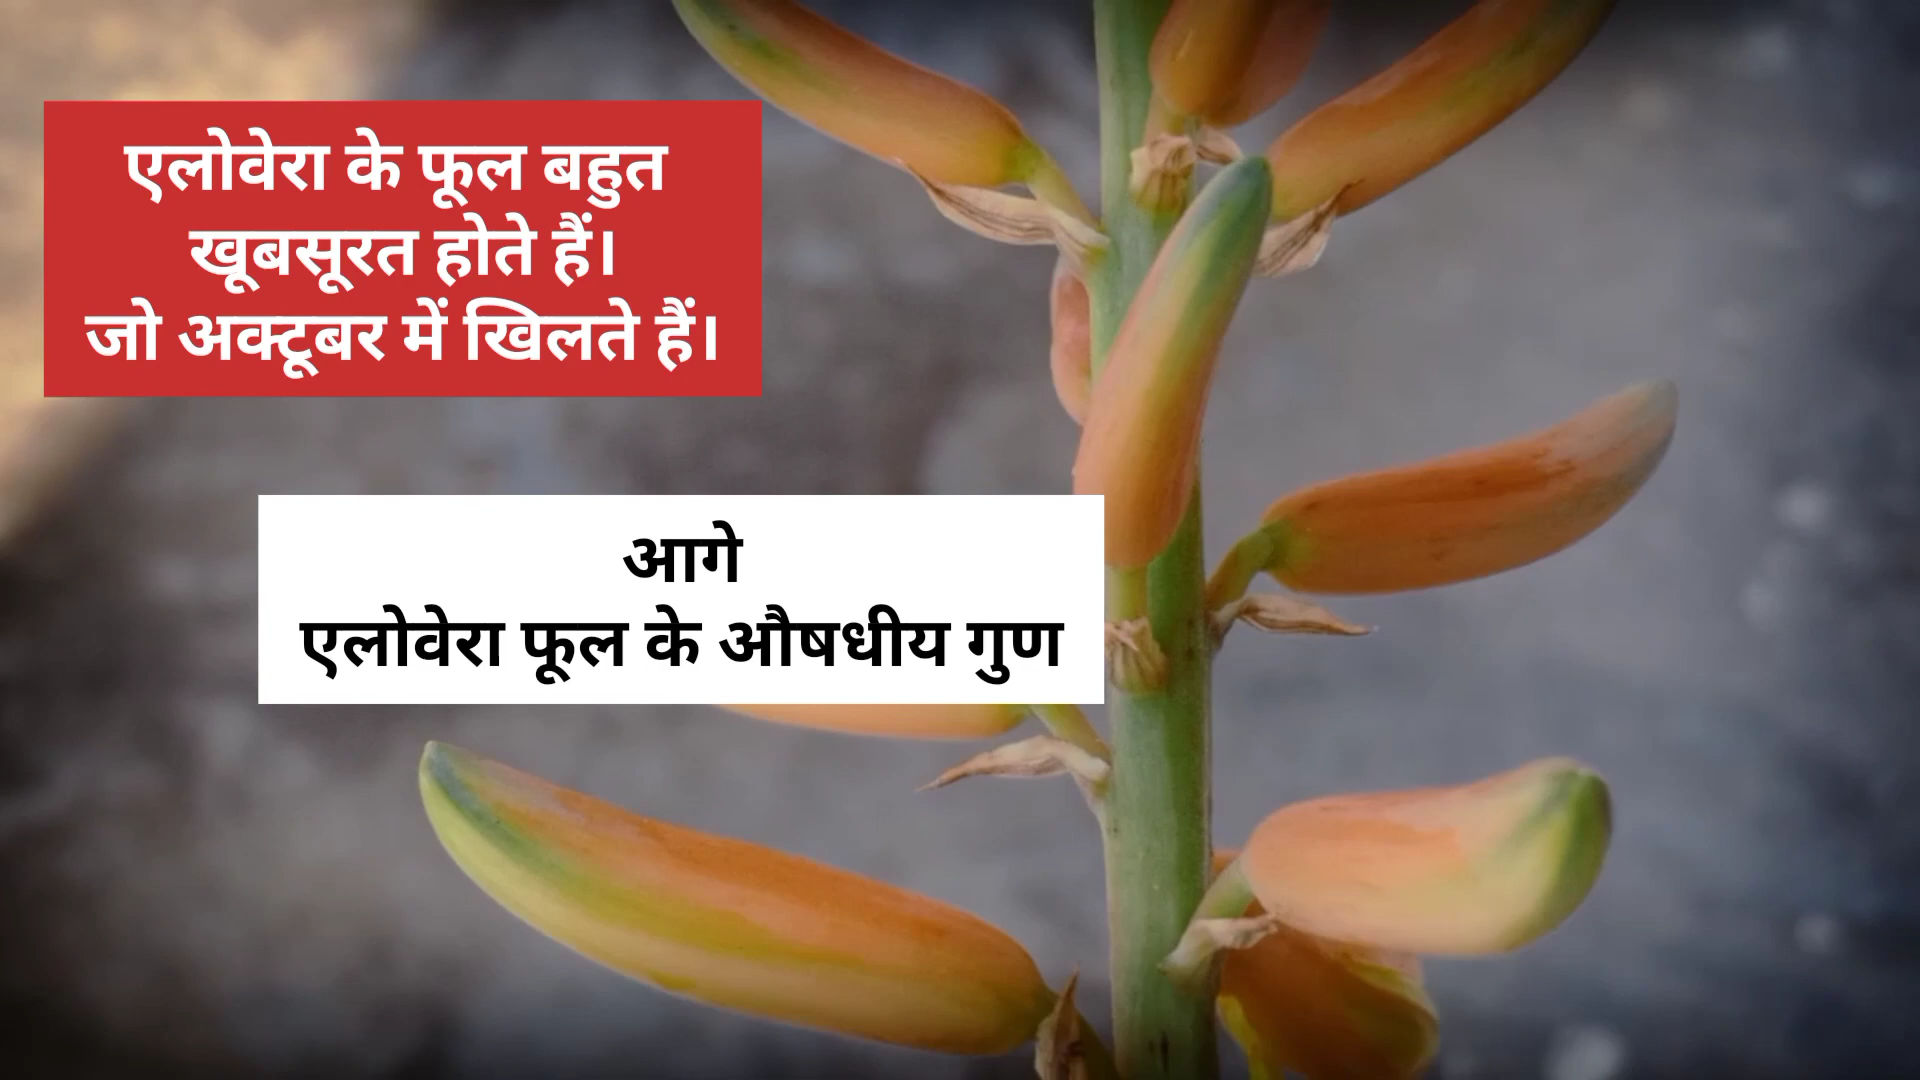 एलोवेरा के फूल बहुत
खूबसूरत होते हैं।
जो अक्टूबर में खिलते हैं।
आगे
एलोवेरा फूल के औषधीय गुण